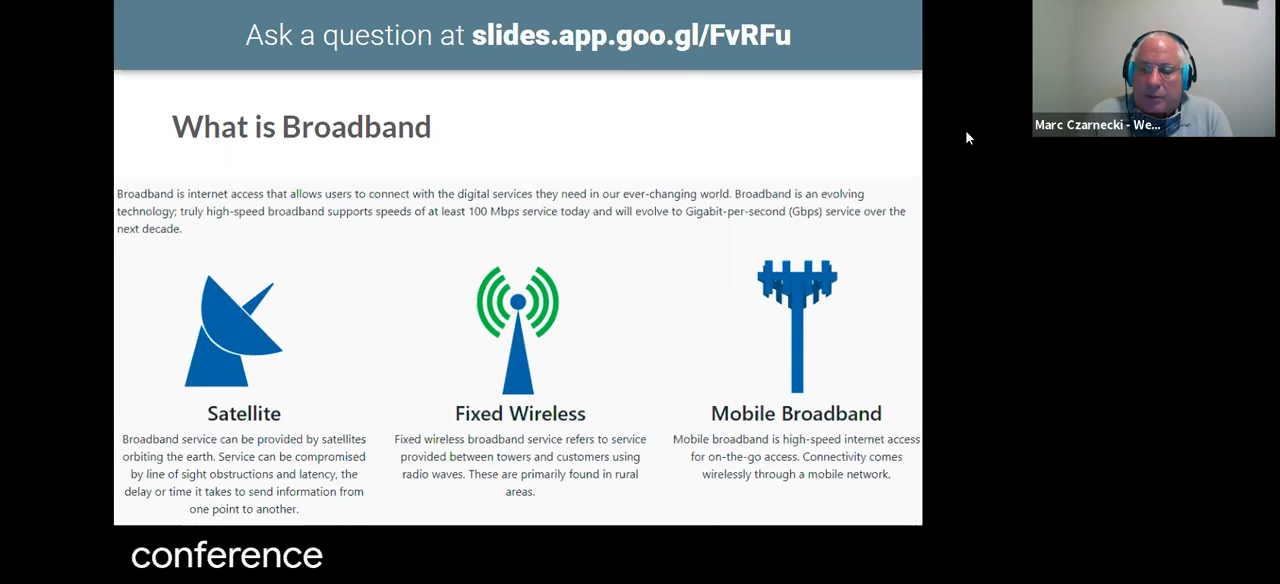 Ask a question at slides.app.goo.gl/FvRFu
What is Broadband
Broadband is internet access that allows users to connect with the digital services they need in our ever-changing world. Broadband is an evolving
technology; truly high-speed broadband supports speeds of at least 100 Mbps service today and will evolve to Gigabit-per-second (Gbps) service over the
next decade.
Satellite
Broadband service can be provided by satellites
orbiting the earth. Service can be compromised
by line of sight obstructions and latency, the
delay or time it takes to send information from
one point to another.
Fixed Wireless
Fixed wireless broadband service refers to service
provided between towers and customers using
radio waves. These are primarily found in rural
areas.
Mobile Broadband
Mobile broadband is high-speed internet access
for on-the-go access. Connectivity comes
wirelessly through a mobile network.
Marc Czarnecki - We...
conference